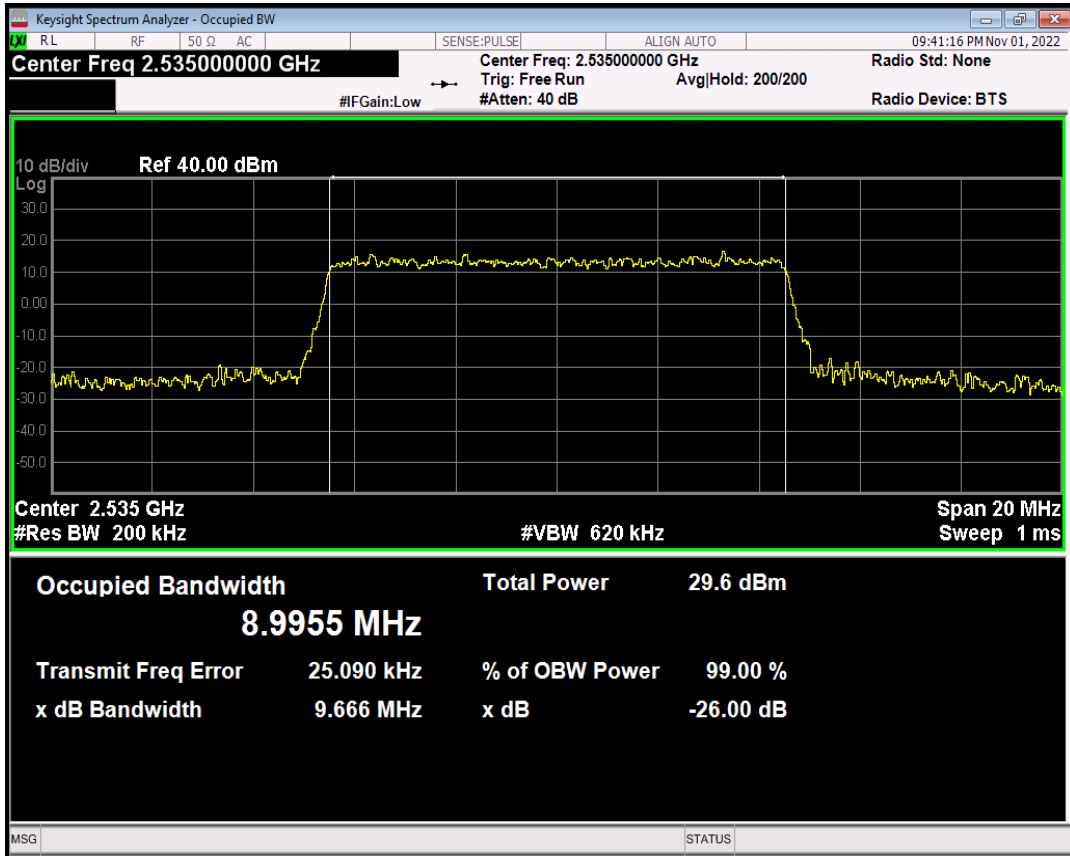 Keysight Spectrum Analyzer - Occupied BW
LXI RL RF 50 Ω AC SENSE:PULSE ALIGN AUTO 09:41:16 PM Nov 01, 2022
Center Freq 2.535000000 GHz Center Freq: 2.535000000 GHz Radio Std: None
Trig: Free Run Avg|Hold: 200/200
#IFGain:Low #Atten: 40 dB Radio Device: BTS
10 dB/div Ref 40.00 dBm
Log
30.0
20.0
10.0
0.00
-10.0
-20.0
-30.0
-40.0
-50.0
Center 2.535 GHz Span 20 MHz
#Res BW 200 kHz #VBW 620 kHz Sweep 1 ms
Occupied Bandwidth Total Power 29.6 dBm
8.9955 MHz
Transmit Freq Error 25.090 kHz % of OBW Power 99.00 %
x dB Bandwidth 9.666 MHz x dB -26.00 dB
MSG STATUS